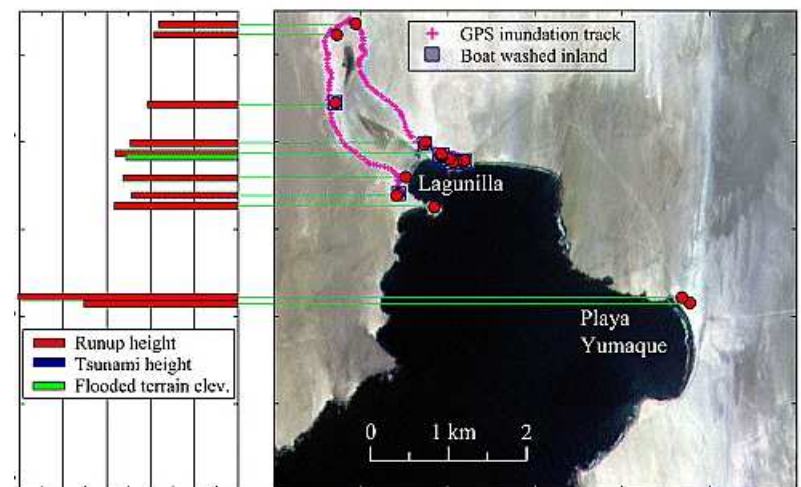 GPS inundation track
Boat washed inland
Lagunilla
Playa
Yumaque
Runup height
Tsunami height
Flooded terrain elev.
0 1 km 2